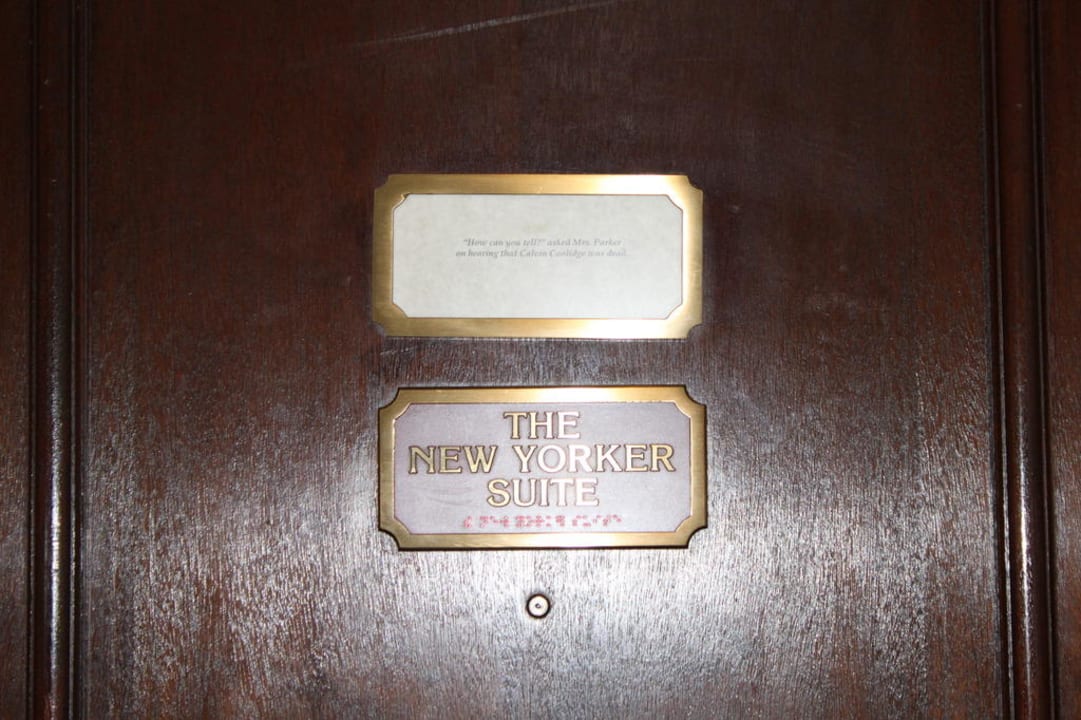 "How can you tell?" asked Mrs. Parker
on hearing that Calvin Coolidge was dead.
THE
NEW YORKER
SUITE